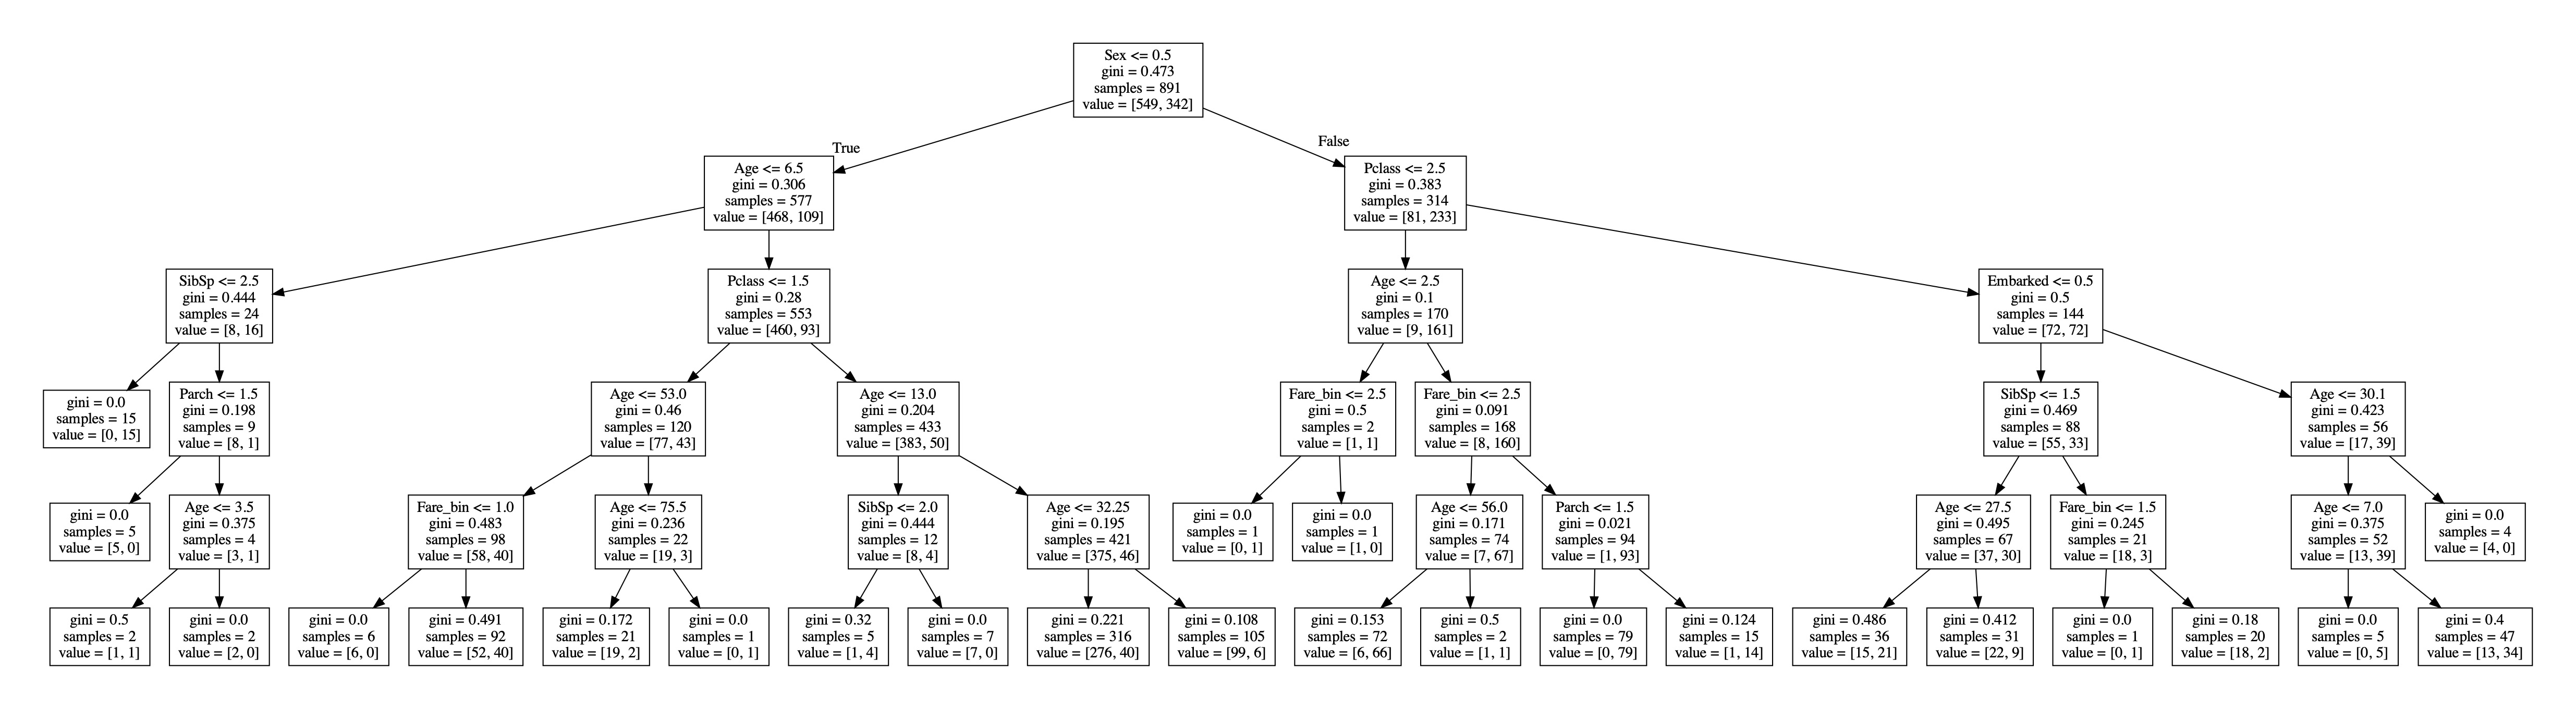 Sex <= 0.5
gini = 0.473
samples = 891
value = [549, 342]
True
False
Age <= 6.5
gini = 0.306
samples = 577
value = [468, 109]
Pclass <= 2.5
gini = 0.383
samples = 314
value = [81, 233]
SibSp <= 2.5
gini = 0.444
samples = 24
value = [8, 16]
Pclass <= 1.5
gini = 0.28
samples = 553
value = [460, 93]
Age <= 2.5
gini = 0.1
samples = 170
value = [9, 161]
Embarked <= 0.5
gini = 0.5
samples = 144
value = [72, 72]
gini = 0.0
samples = 15
value = [0, 15]
Parch <= 1.5
gini = 0.198
samples = 9
value = [8, 1]
Age <= 53.0
gini = 0.46
samples = 120
value = [77, 43]
Age <= 13.0
gini = 0.204
samples = 433
value = [383, 50]
Fare_bin <= 2.5
gini = 0.5
samples = 2
value = [1, 1]
Fare_bin <= 2.5
gini = 0.091
samples = 168
value = [8, 160]
SibSp <= 1.5
gini = 0.469
samples = 88
value = [55, 33]
Age <= 30.1
gini = 0.423
samples = 56
value = [17, 39]
gini = 0.0
samples = 5
value = [5, 0]
Age <= 3.5
gini = 0.375
samples = 4
value = [3, 1]
Fare_bin <= 1.0
gini = 0.483
samples = 98
value = [58, 40]
Age <= 75.5
gini = 0.236
samples = 22
value = [19, 3]
SibSp <= 2.0
gini = 0.444
samples = 12
value = [8, 4]
Age <= 32.25
gini = 0.195
samples = 421
value = [375, 46]
gini = 0.0
samples = 1
value = [0, 1]
gini = 0.0
samples = 1
value = [1, 0]
Age <= 56.0
gini = 0.171
samples = 74
value = [7, 67]
Parch <= 1.5
gini = 0.021
samples = 94
value = [1, 93]
Age <= 27.5
gini = 0.495
samples = 67
value = [37, 30]
Fare_bin <= 1.5
gini = 0.245
samples = 21
value = [18, 3]
Age <= 7.0
gini = 0.375
samples = 52
value = [13, 39]
gini = 0.0
samples = 4
value = [4, 0]
gini = 0.5
samples = 2
value = [1, 1]
gini = 0.0
samples = 2
value = [2, 0]
gini = 0.0
samples = 6
value = [6, 0]
gini = 0.491
samples = 92
value = [52, 40]
gini = 0.172
samples = 21
value = [19, 2]
gini = 0.0
samples = 1
value = [0, 1]
gini = 0.32
samples = 5
value = [1, 4]
gini = 0.0
samples = 7
value = [7, 0]
gini = 0.221
samples = 316
value = [276, 40]
gini = 0.108
samples = 105
value = [99, 6]
gini = 0.153
samples = 72
value = [6, 66]
gini = 0.5
samples = 2
value = [1, 1]
gini = 0.0
samples = 79
value = [0, 79]
gini = 0.124
samples = 15
value = [1, 14]
gini = 0.486
samples = 36
value = [15, 21]
gini = 0.412
samples = 31
value = [22, 9]
gini = 0.0
samples = 1
value = [0, 1]
gini = 0.18
samples = 20
value = [18, 2]
gini = 0.0
samples = 5
value = [0, 5]
gini = 0.4
samples = 47
value = [13, 34]